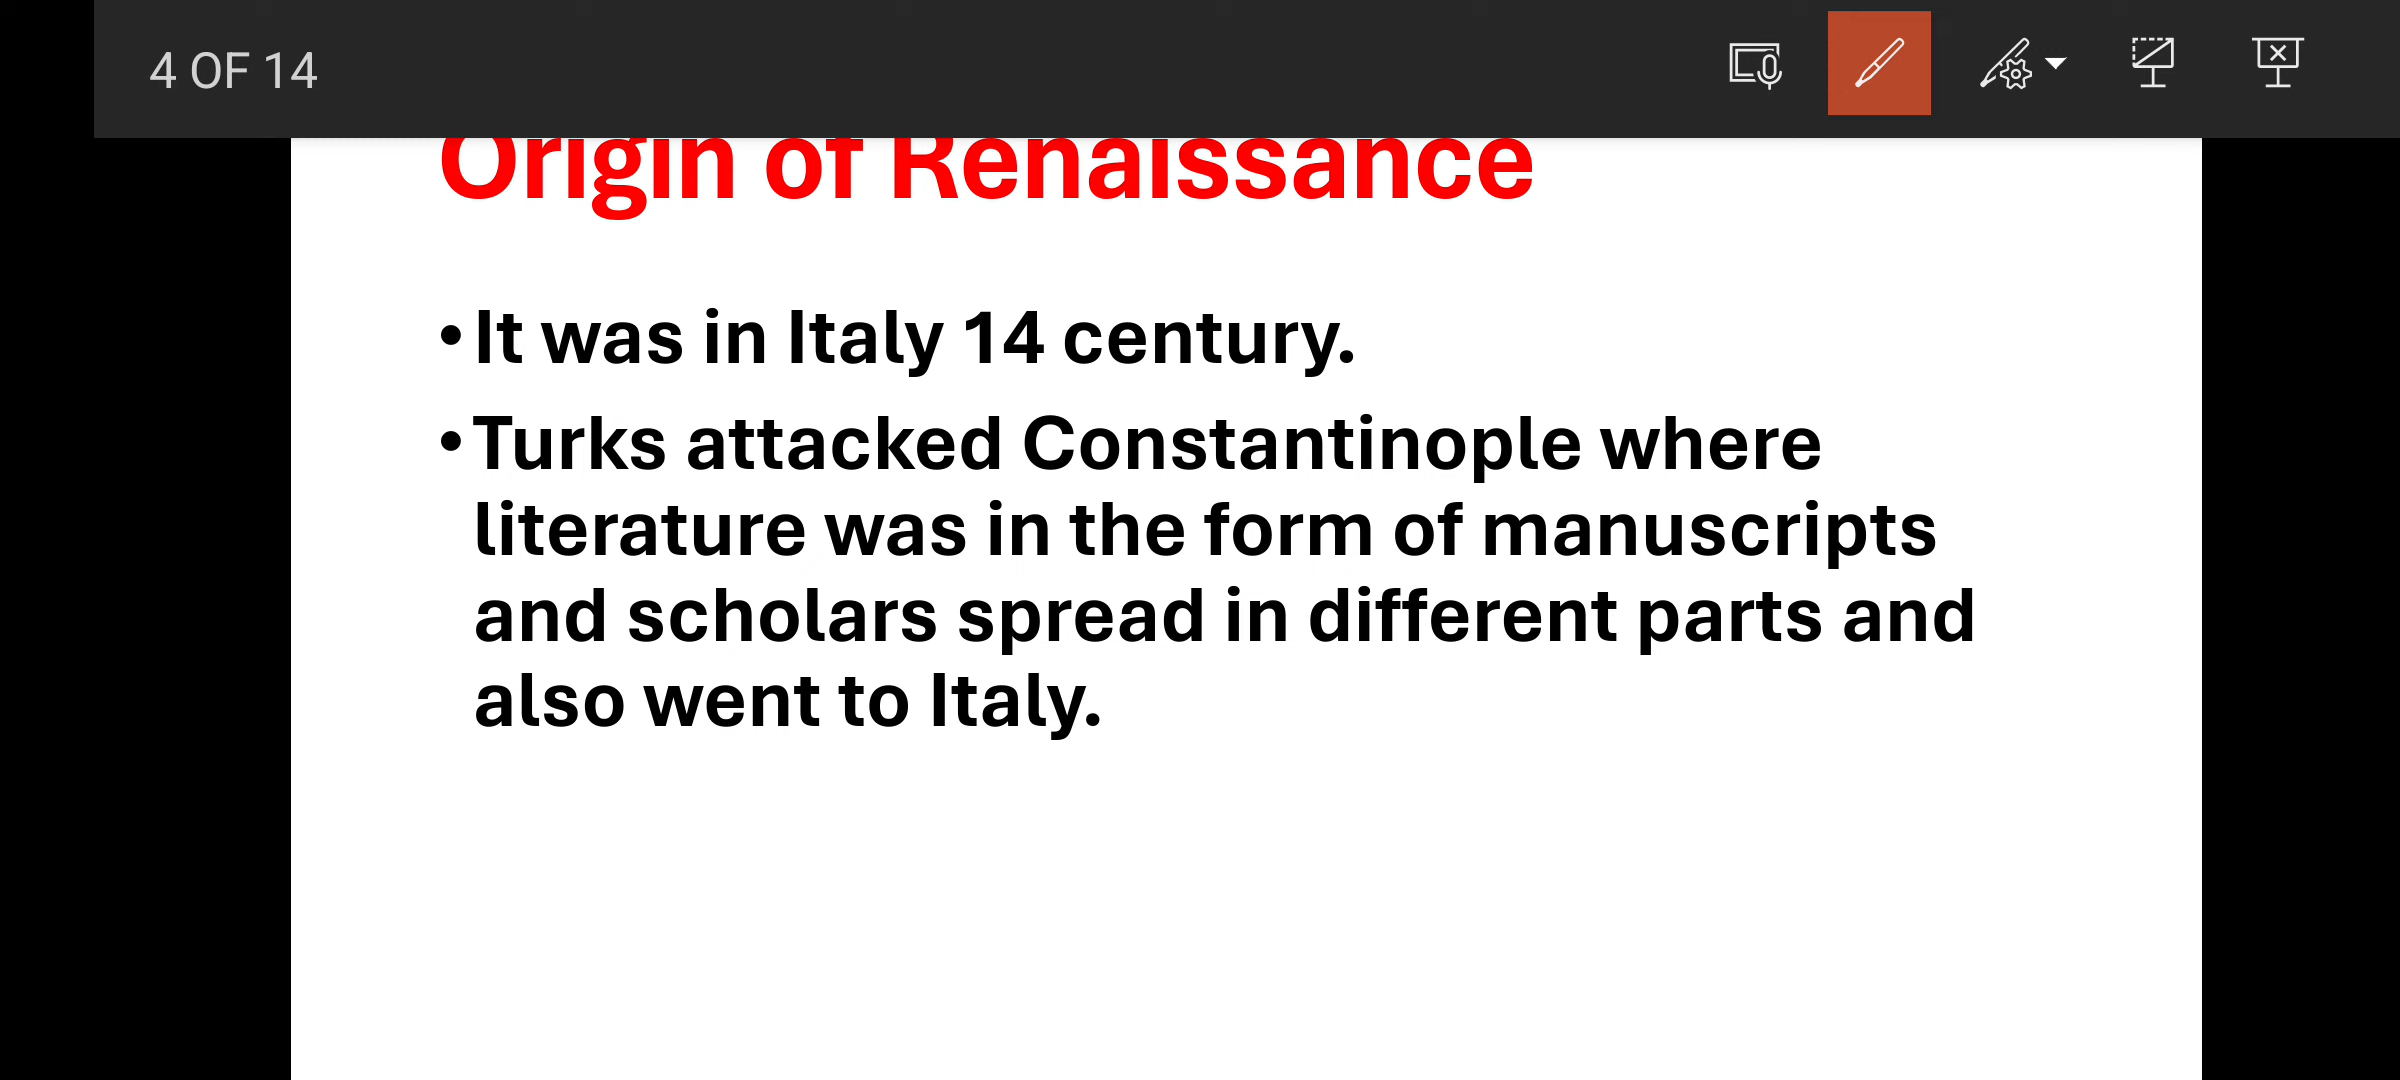 4 OF 14
Origin of Renaissance
• It was in Italy 14 century.
• Turks attacked Constantinople where
literature was in the form of manuscripts
and scholars spread in different parts and
also went to Italy.